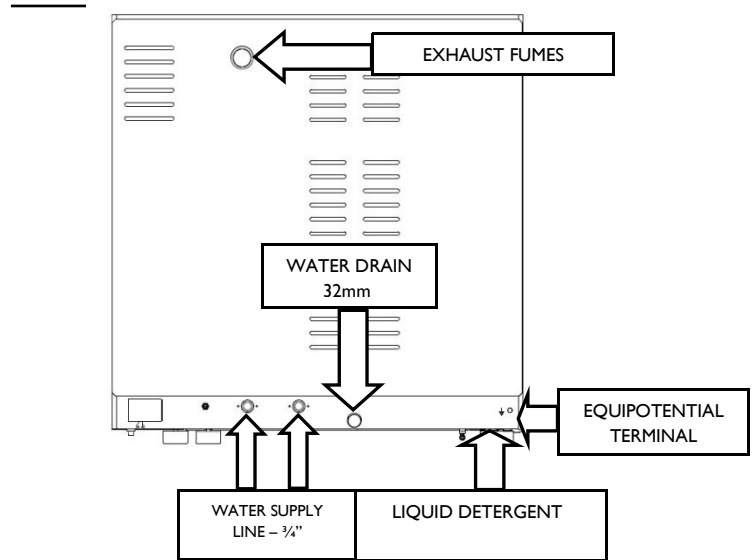 EXHAUST FUMES
WATER DRAIN
32mm
EQUIPOTENTIAL
TERMINAL
WATER SUPPLY
LINE – ¾”
LIQUID DETERGENT